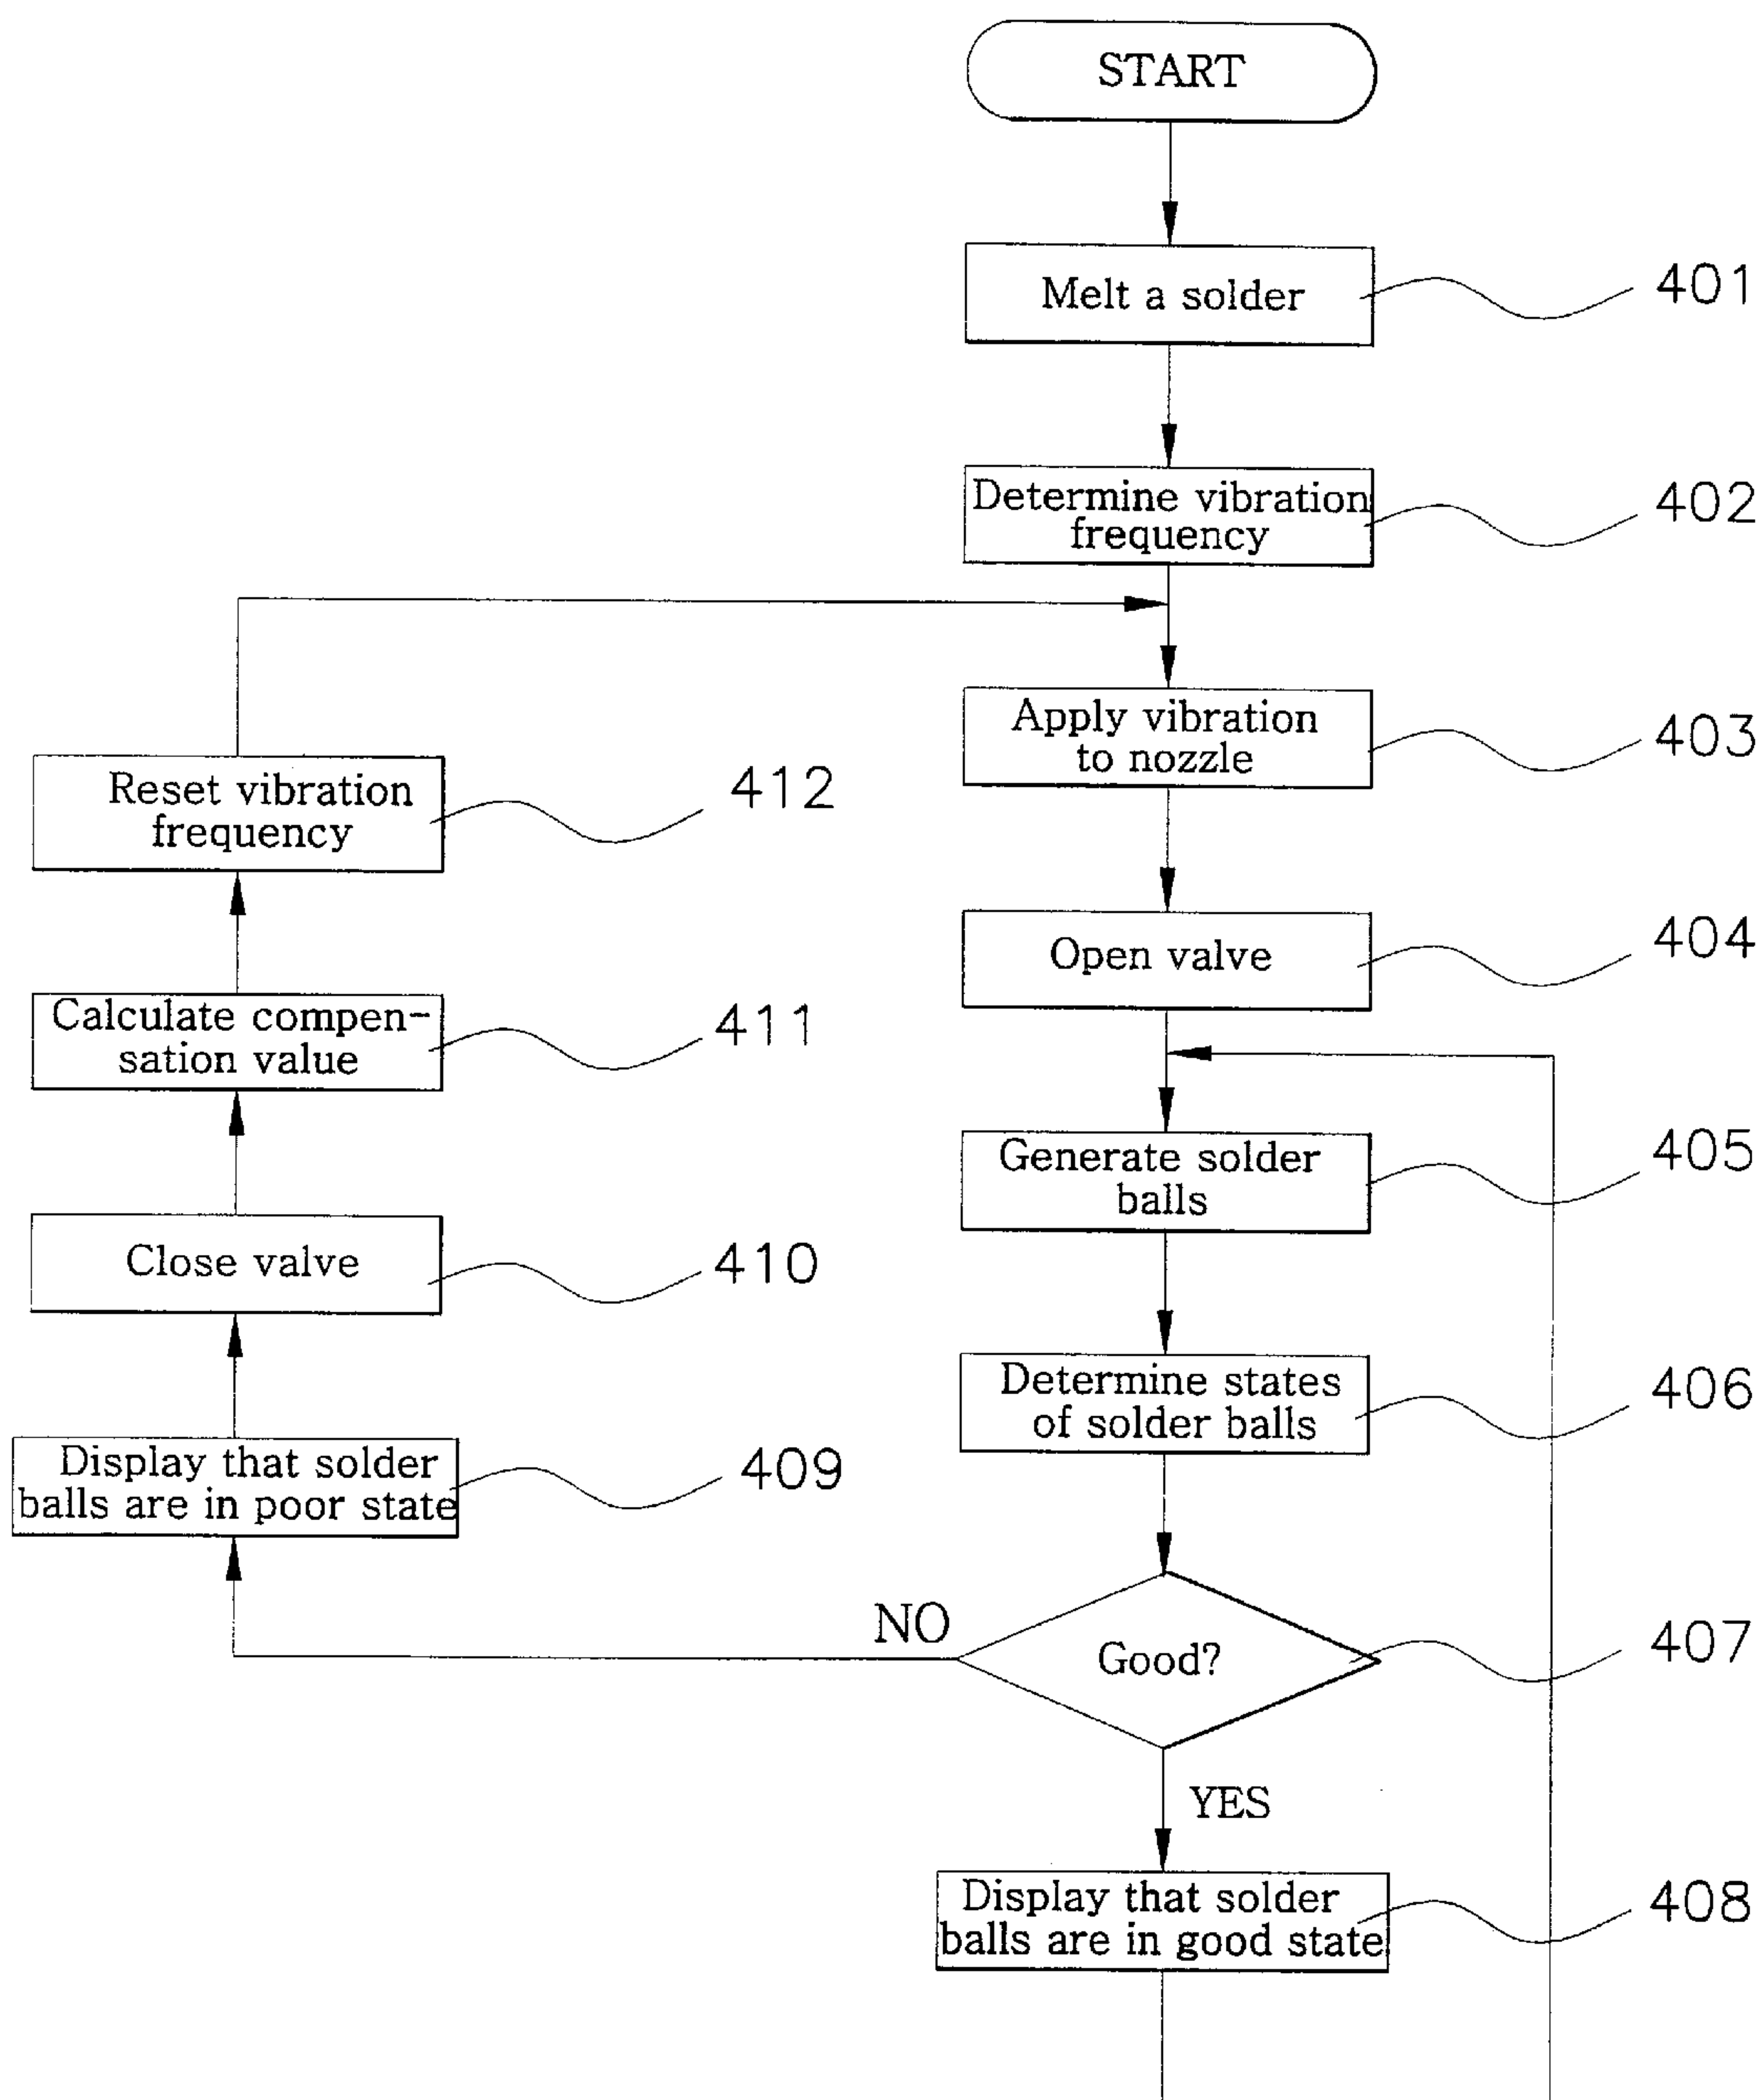 START
Melt a solder
401
Determine vibration
frequency
402
Apply vibration
to nozzle
403
Reset vibration
frequency
412
Open valve
404
Calculate compen-
sation value
411
Generate solder
balls
405
Close valve
410
Determine states
of solder balls
406
Display that solder
balls are in poor state
409
NO
Good?
407
YES
Display that solder
balls are in good state
408